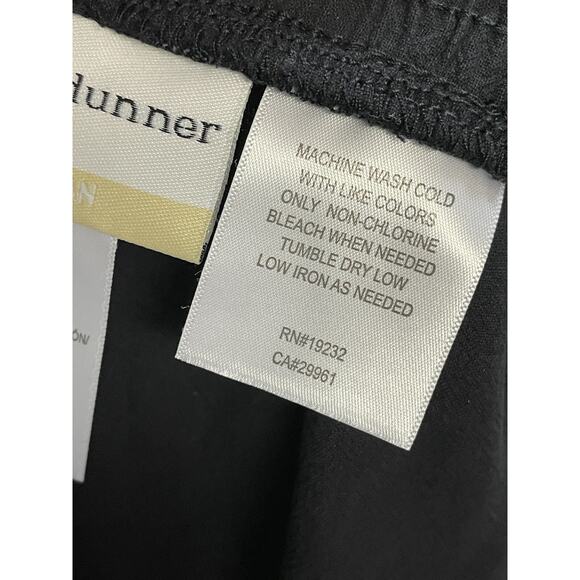 dunner
N
MACHINE WASH COLD
WITH LIKE COLORS
ONLY NON-CHLORINE
BLEACH WHEN NEEDED
TUMBLE DRY LOW
LOW IRON AS NEEDED
RN#19232
CA#29961
ÓN/